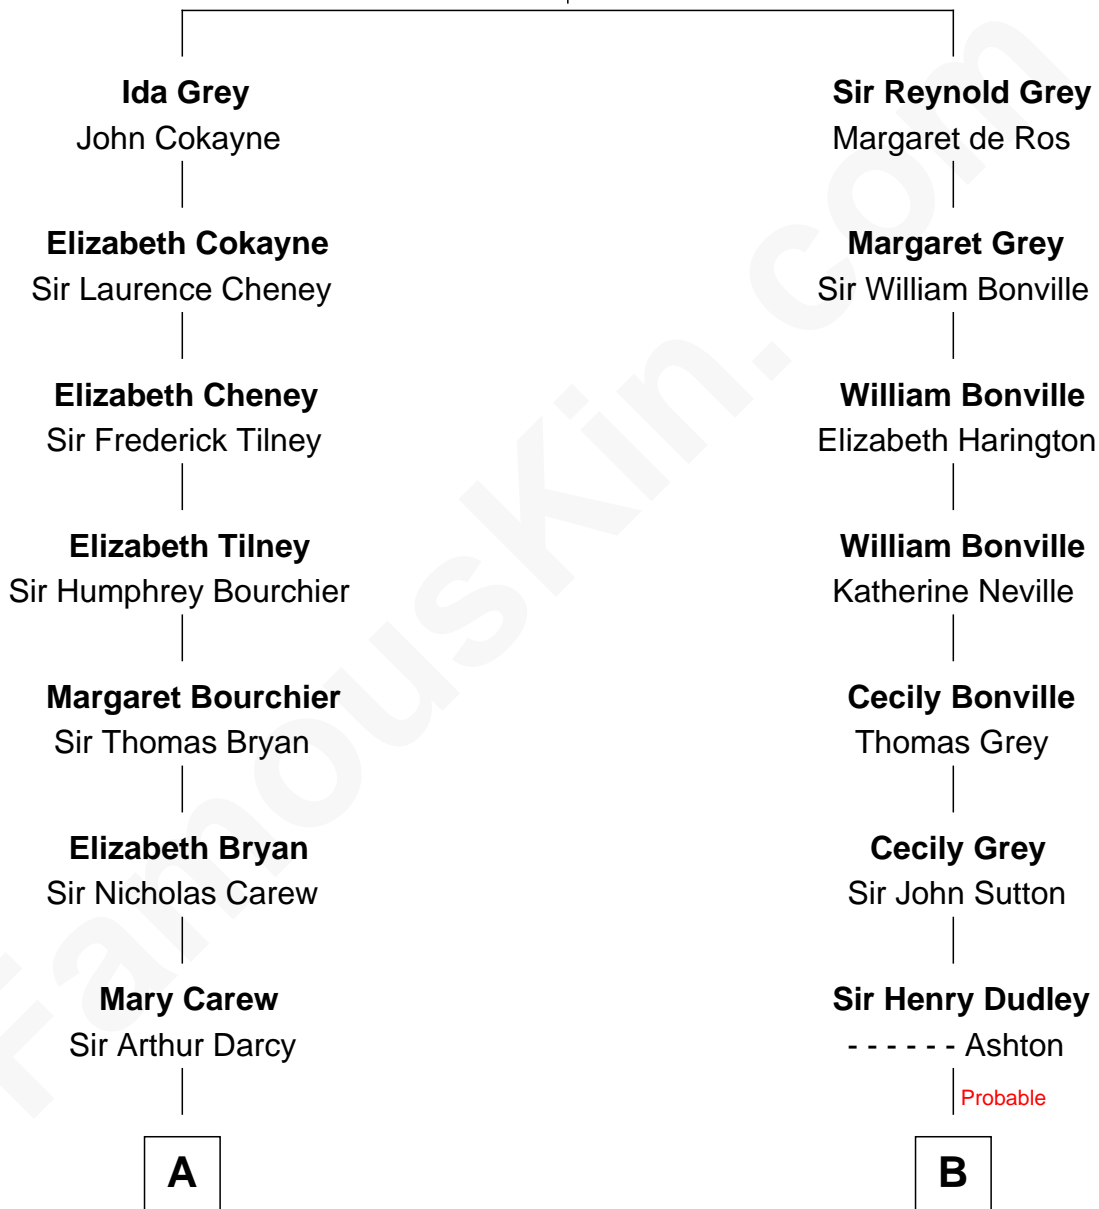 Ida Grey
John Cokayne
Sir Reynold Grey
Margaret de Ros
Elizabeth Cokayne
Sir Laurence Cheney
Margaret Grey
Sir William Bonville
Elizabeth Cheney
Sir Frederick Tilney
William Bonville
Elizabeth Harington
Elizabeth Tilney
Sir Humphrey Bourchier
William Bonville
Katherine Neville
Margaret Bourchier
Sir Thomas Bryan
Cecily Bonville
Thomas Grey
Elizabeth Bryan
Sir Nicholas Carew
Cecily Grey
Sir John Sutton
Mary Carew
Sir Arthur Darcy
Sir Henry Dudley
- - - - - - Ashton
Probable
A
B
FamousKin.com